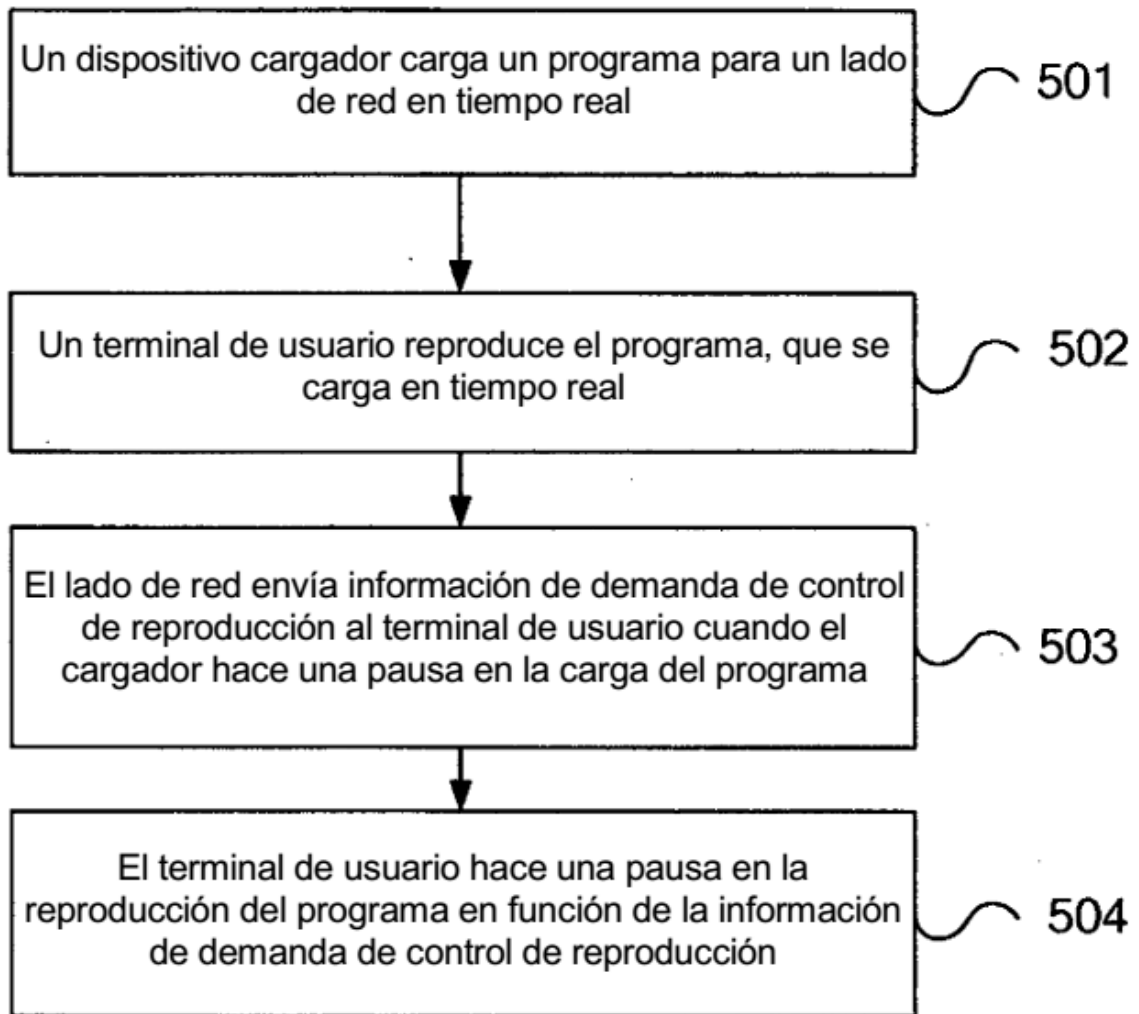 Un dispositivo cargador carga un programa para un lado
de red en tiempo real
501
Un terminal de usuario reproduce el programa, que se
carga en tiempo real
502
El lado de red envía información de demanda de control
de reproducción al terminal de usuario cuando el
cargador hace una pausa en la carga del programa
503
El terminal de usuario hace una pausa en la
reproducción del programa en función de la información
de demanda de control de reproducción
504